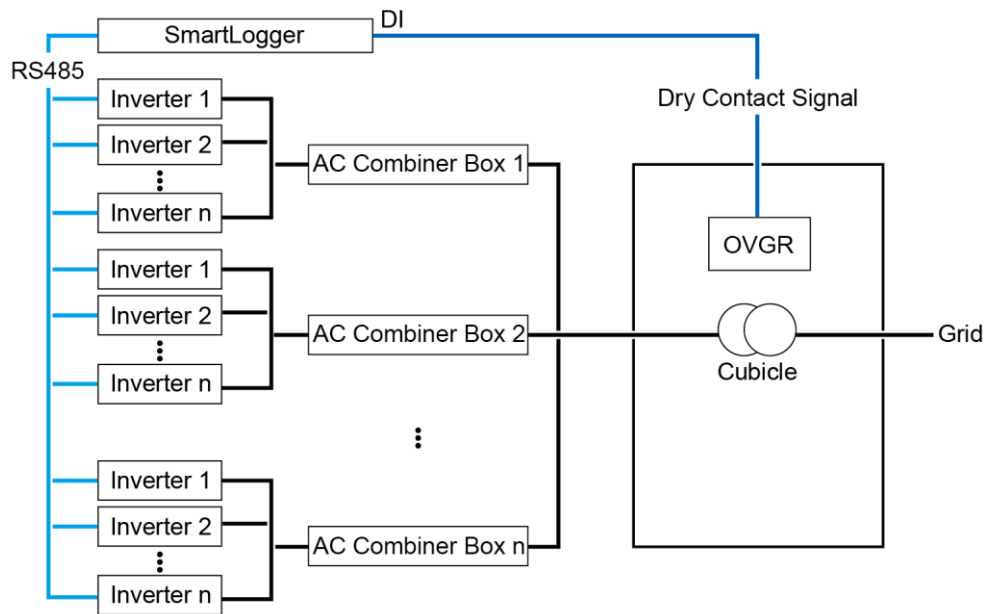 DI
SmartLogger
RS485
Dry Contact Signal
Inverter 1
Inverter 2
Inverter n
AC Combiner Box 1
OVGR
Inverter 1
Inverter 2
Inverter n
AC Combiner Box 2
Cubicle
Grid
Inverter 1
Inverter 2
Inverter n
AC Combiner Box n